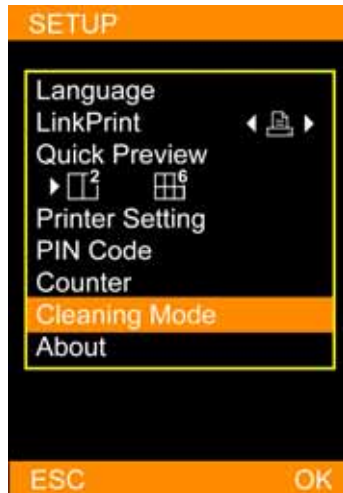 SETUP
Language
LinkPrint
Quick Preview
2 6
Printer Setting
PIN Code
Counter
Cleaning Mode
About
ESC OK